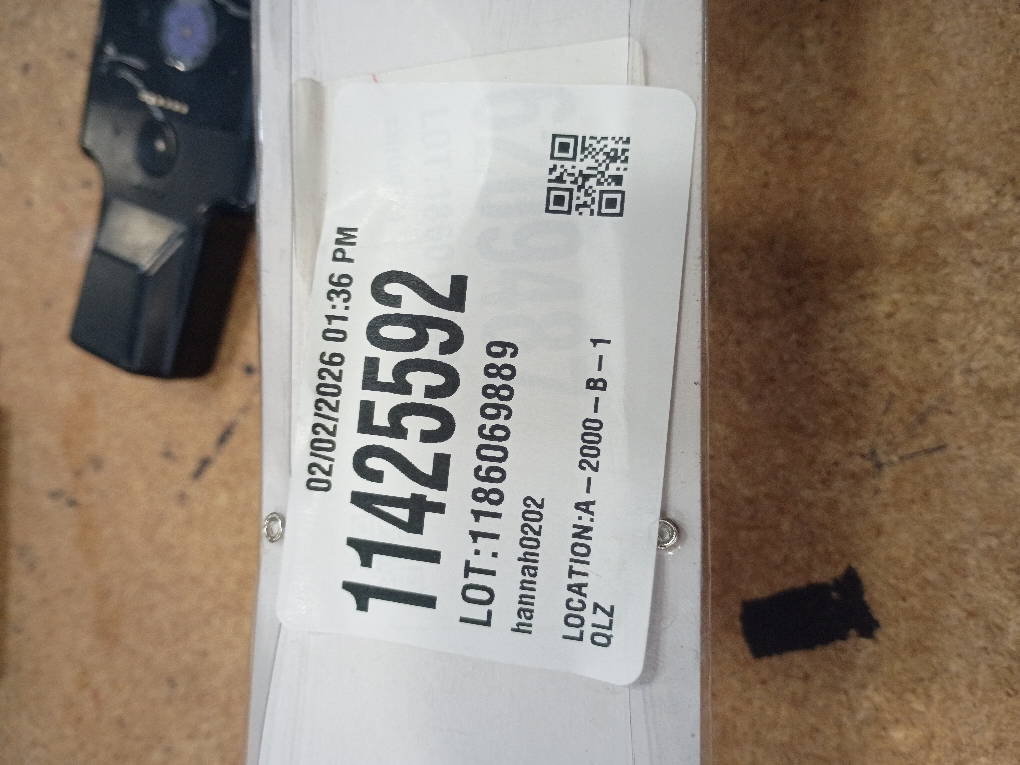 02/02/2026 01:36 PM
11425592
LOT:1186069889
hannah0202
LOCATION:A-2000-B-1
QLZ